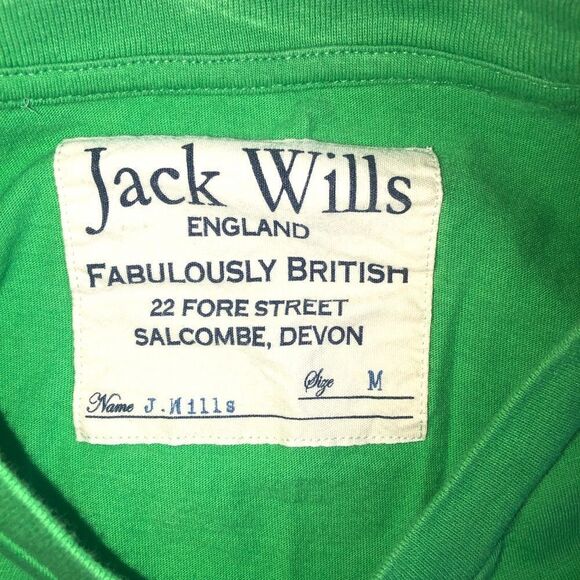 Jack Wills
ENGLAND
FABULOUSLY BRITISH
22 FORE STREET
SALCOMBE, DEVON
Size M
Name J.Wills